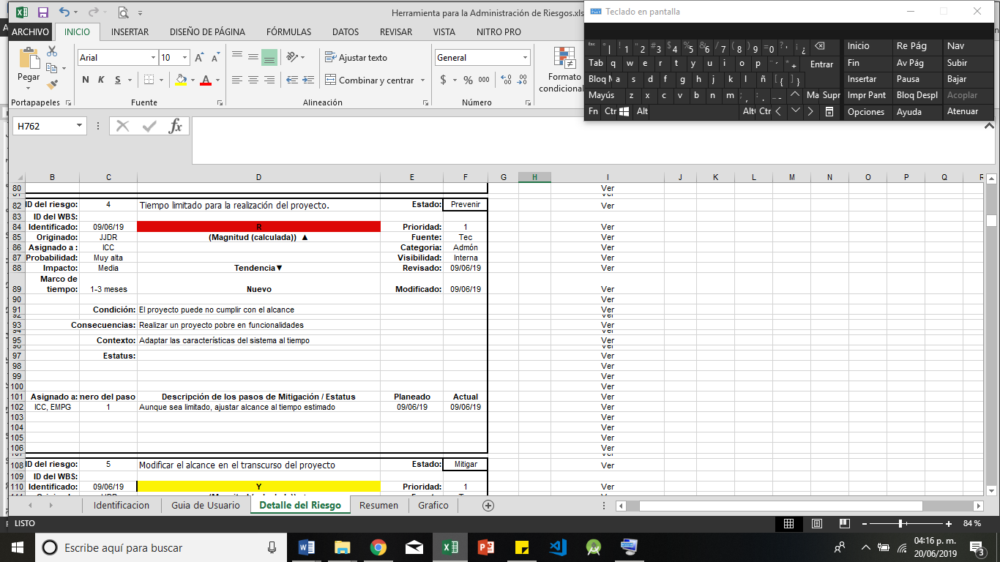 Herramienta para la Administración de Riesgos.xls
Teclado en pantalla
ARCHIVO INICIO INSERTAR DISEÑO DE PÁGINA FÓRMULAS DATOS REVISAR VISTA NITRO PRO
Pegar
Arial 10
N K S
Ajustar texto
Combinar y centrar
General
$ % 000
Formato
condicional
Portapapeles Fuente Alineación Número
Esc ° | ! 1 " 2 # 3 $ 4 % 5 & 6 / 7 ( 8 ) 9 = 0 ? ' ¡ ¿ Inicio Re Pág Nav
Tab q w e r t y u i o p ¨ ´ * + Entrar Fin Av Pág Subir
Bloq M a s d f g h j k l ñ [ { ] } Insertar Pausa Bajar
Mayús z x c v b n m ; , : . _ - Ma Supr Impr Pant Bloq Despl Acoplar
Fn Ctr Alt Alt Ctr Opciones Ayuda Atenuar
H762
B C D E F G H I J K L M N O P Q R
80 Ver
82 ID del riesgo: 4 Tiempo limitado para la realización del proyecto. Estado: Prevenir Ver
83 ID del WBS:
84 Identificado: 09/06/19 R Prioridad: 1 Ver
85 Originado: JJDR (Magnitud (calculada)) ▲ Fuente: Tec Ver
86 Asignado a : ICC Categoria: Admón Ver
87 Probabilidad: Muy alta Visibilidad: Interna Ver
88 Impacto: Media Tendencia▼ Revisado: 09/06/19 Ver
Marco de
89 tiempo: 1-3 meses Nuevo Modificado: 09/06/19 Ver
90 Ver
91 Condición: El proyecto puede no cumplir con el alcance Ver
93 Consecuencias: Realizar un proyecto pobre en funcionalidades Ver
95 Contexto: Adaptar las características del sistema al tiempo Ver
97 Estatus: Ver
98 Ver
99 Ver
100 Ver
101 Asignado a: nero del paso Descripción de los pasos de Mitigación / Estatus Planeado Actual Ver
102 ICC, EMPG 1 Aunque sea limitado, ajustar alcance al tiempo estimado 09/06/19 09/06/19 Ver
103 Ver
104 Ver
105 Ver
106 Ver
108 ID del riesgo: 5 Modificar el alcance en el transcurso del proyecto Estado: Mitigar Ver
109 ID del WBS:
110 Identificado: 09/06/19 Y Prioridad: 1 Ver
Identificacion Guia de Usuario Detalle del Riesgo Resumen Grafico
LISTO 84 %
Escribe aquí para buscar
04:16 p. m.
20/06/2019
3